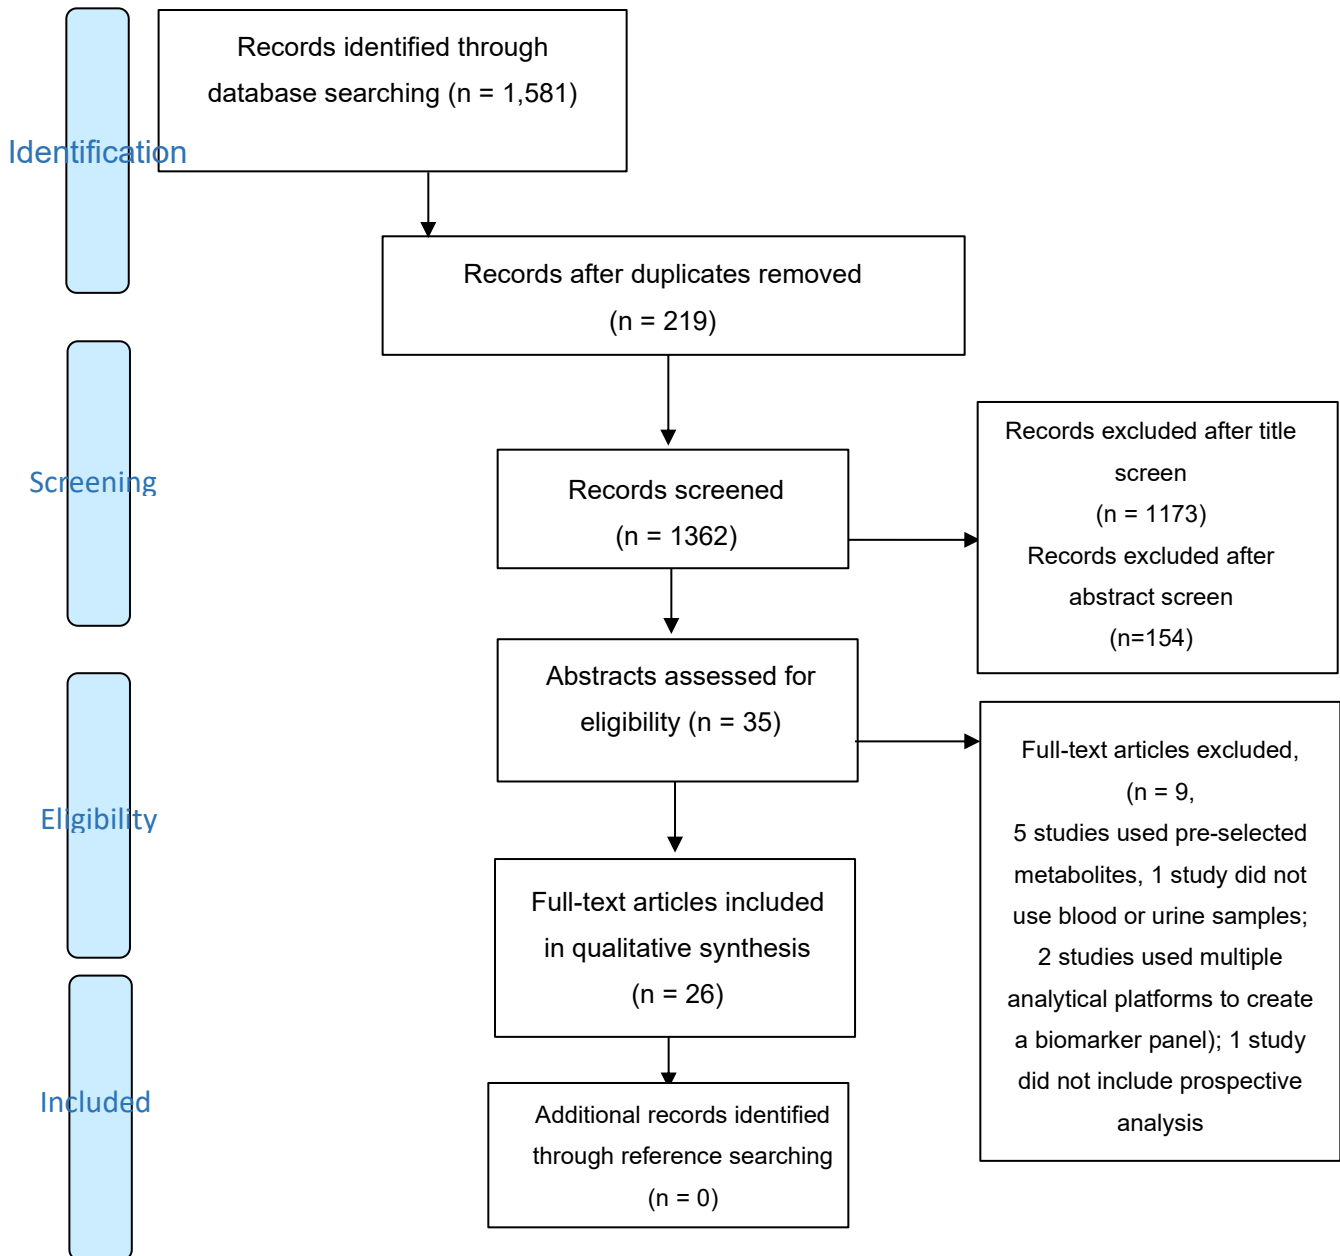 Records identified through
database searching (n = 1,581)
Identification
Records after duplicates removed
(n = 219)
Screening
Records screened
(n = 1362)
Records excluded after title
screen
(n = 1173)
Records excluded after
abstract screen
(n=154)
Abstracts assessed for
eligibility (n = 35)
Eligibility
Full-text articles excluded,
(n = 9,
5 studies used pre-selected
metabolites, 1 study did not
use blood or urine samples;
2 studies used multiple
analytical platforms to create
a biomarker panel); 1 study
did not include prospective
analysis
Full-text articles included
in qualitative synthesis
(n = 26)
Included
Additional records identified
through reference searching
(n = 0)